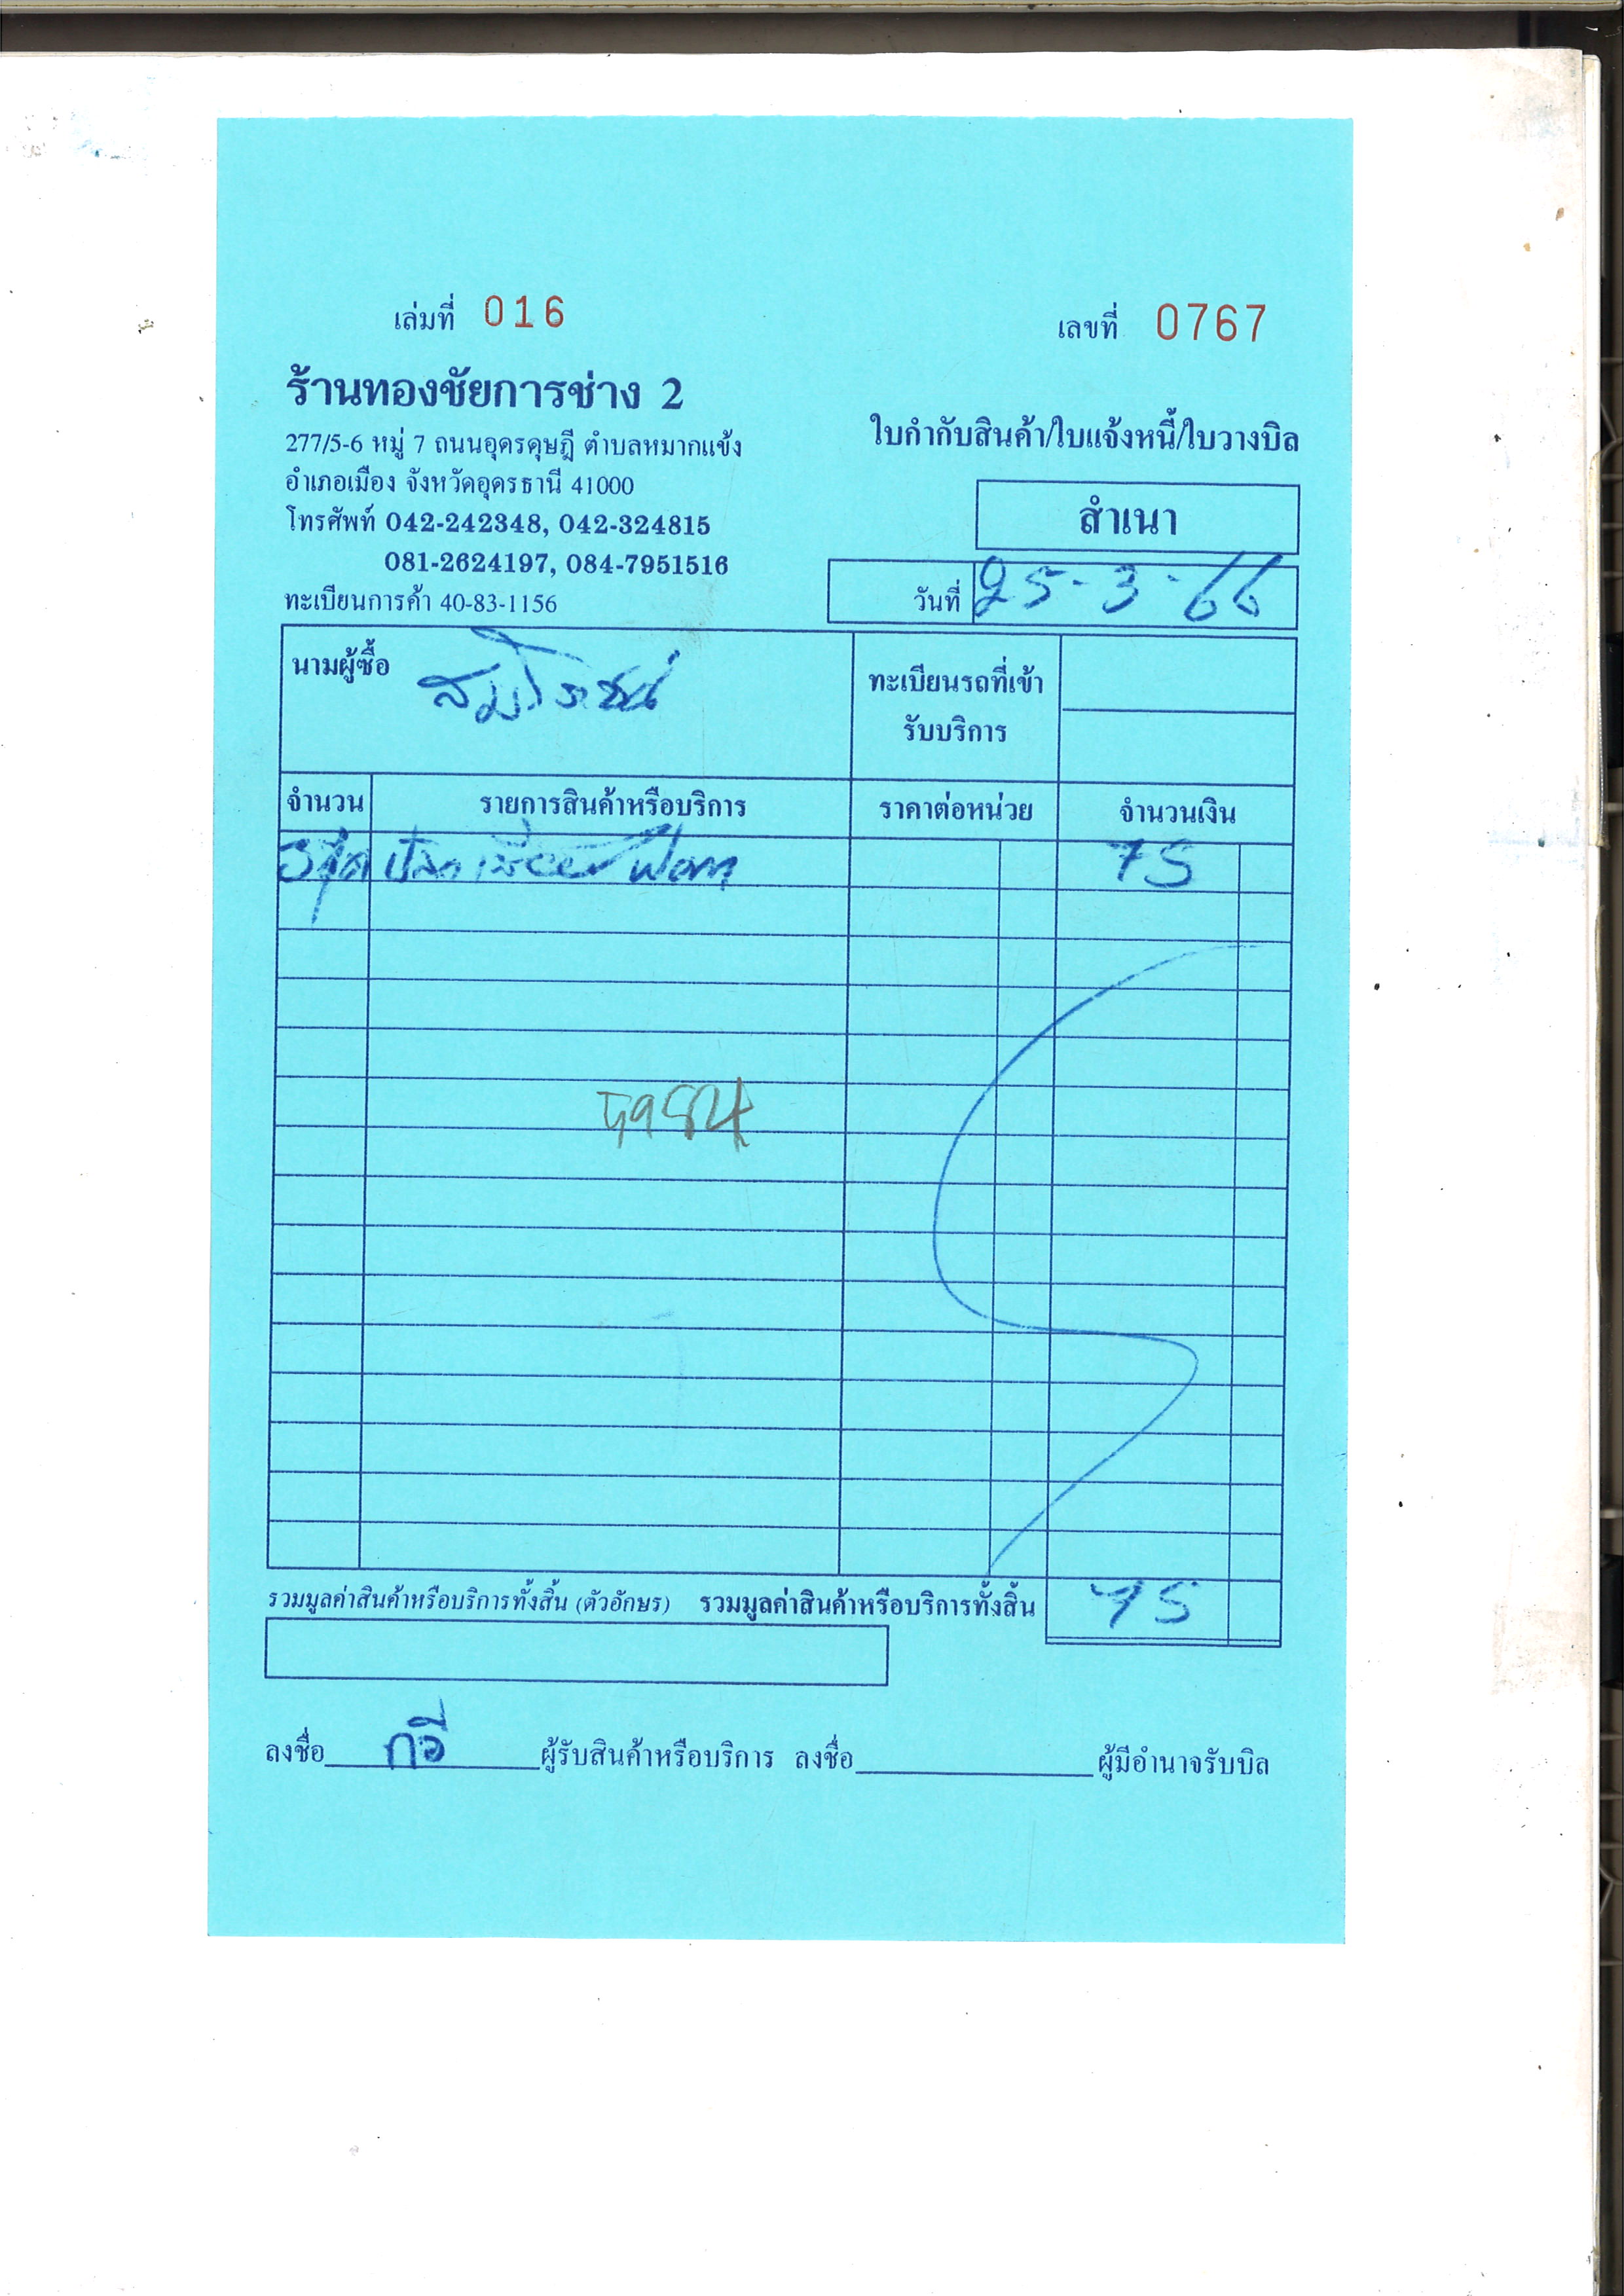 เล่มที่ 016
เลขที่ 0767
ร้านทองชัยการช่าง 2
277/5-6 หมู่ 7 ถนนอุดรดุษฎี ตำบลหมากแข้ง
อำเภอเมือง จังหวัดอุดรธานี 41000
โทรศัพท์ 042-242348, 042-324815
081-2624197, 084-7951516
ทะเบียนการค้า 40-83-1156
ใบกำกับสินค้า/ใบแจ้งหนี้/ใบวางบิล
สำเนา
วันที่ 25-3-66
นามผู้ซื้อ
ทะเบียนรถที่เข้า
รับบริการ
จำนวน รายการสินค้าหรือบริการ ราคาต่อหน่วย จำนวนเงิน
75
รวมมูลค่าสินค้าหรือบริการทั้งสิ้น (ตัวอักษร) รวมมูลค่าสินค้าหรือบริการทั้งสิ้น 75
ลงชื่อ ผู้รับสินค้าหรือบริการ ลงชื่อ ผู้มีอำนาจรับบิล